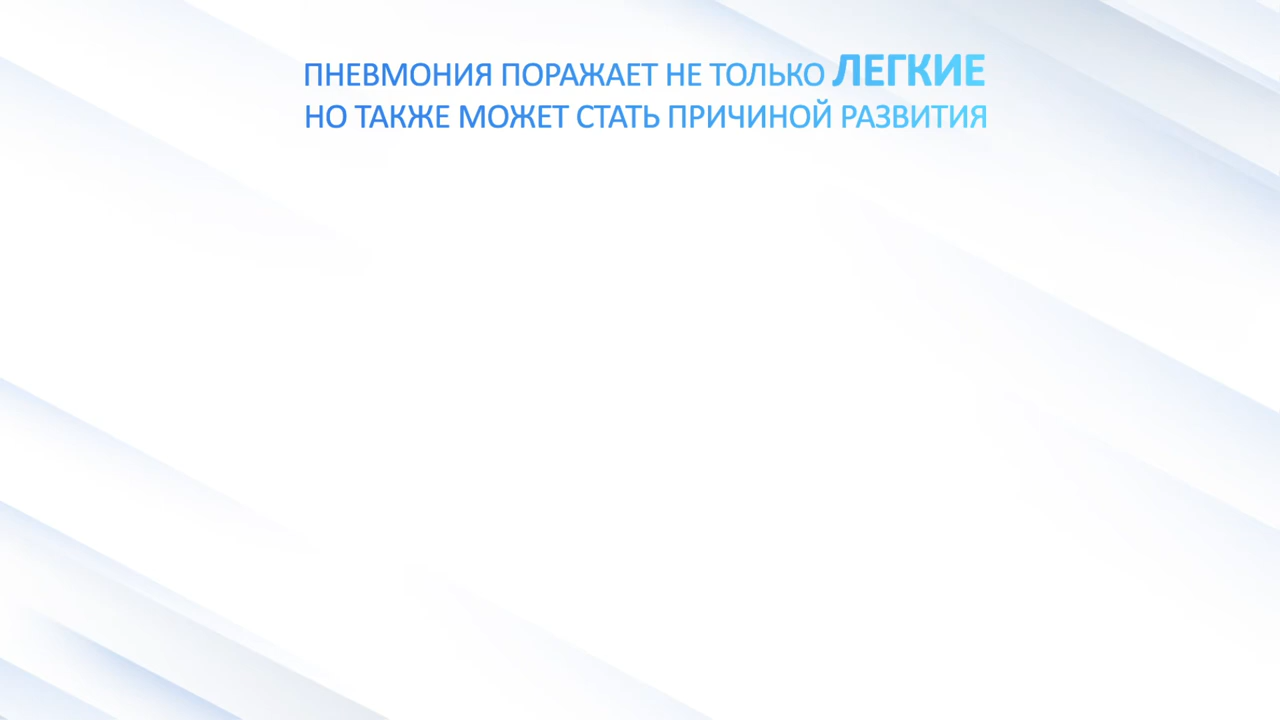 ПНЕВМОНИЯ ПОРАЖАЕТ НЕ ТОЛЬКО ЛЕГКИЕ
НО ТАКЖЕ МОЖЕТ СТАТЬ ПРИЧИНОЙ РАЗВИТИЯ